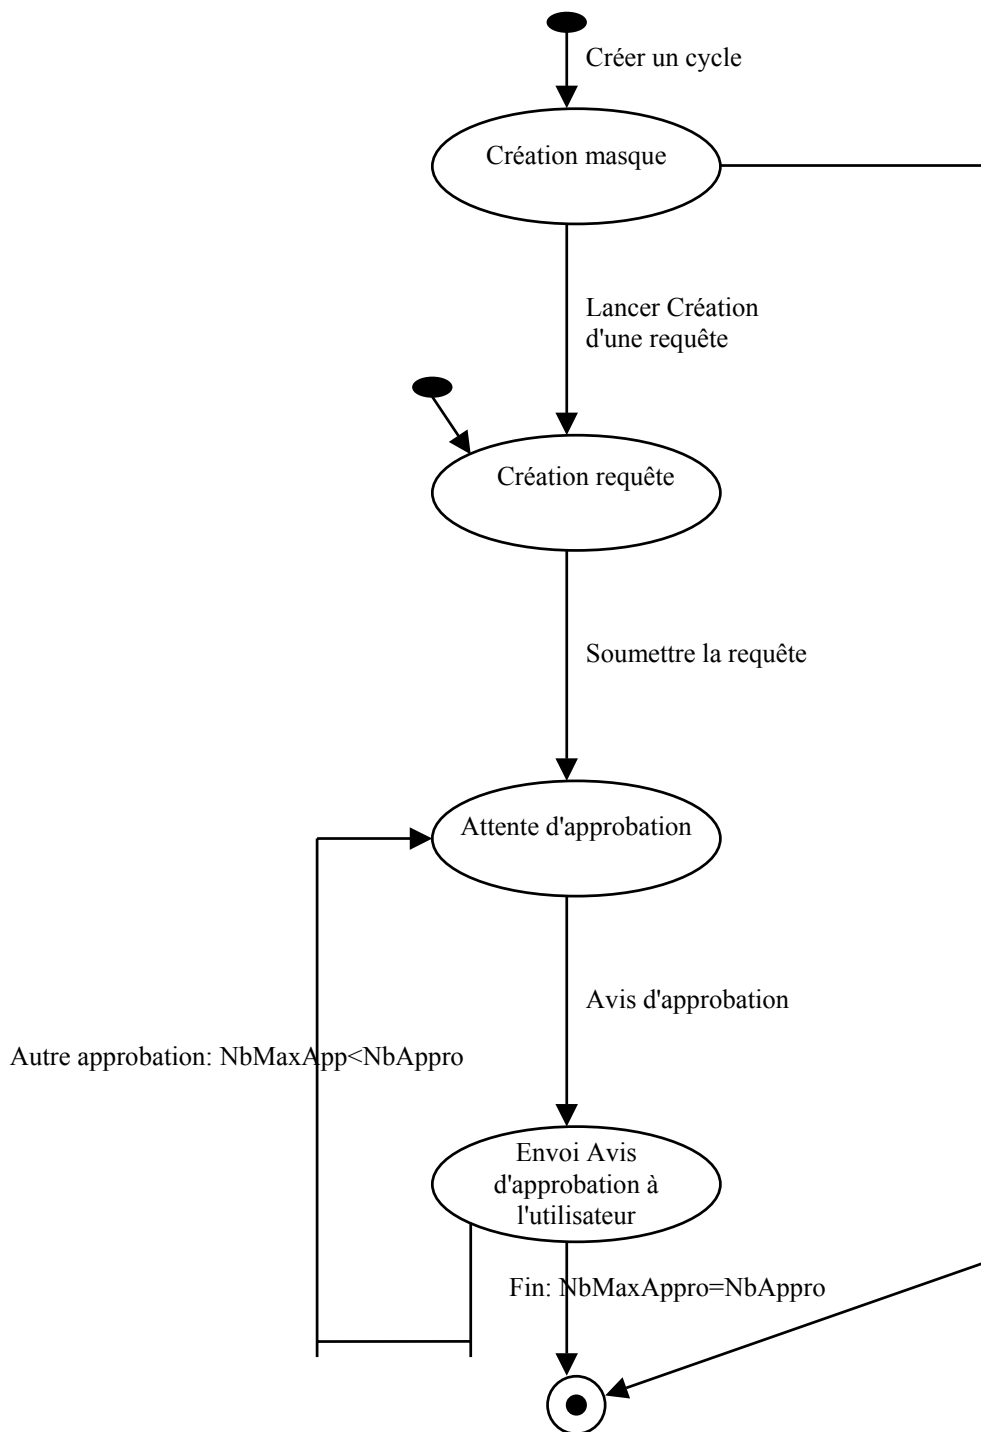 Créer un cycle
Création masque
Lancer Création
d'une requête
Création requête
Soumettre la requête
Attente d'approbation
Avis d'approbation
Autre approbation: NbMaxApp<NbAppro
Envoi Avis
d'approbation à
l'utilisateur
Fin: NbMaxAppro=NbAppro